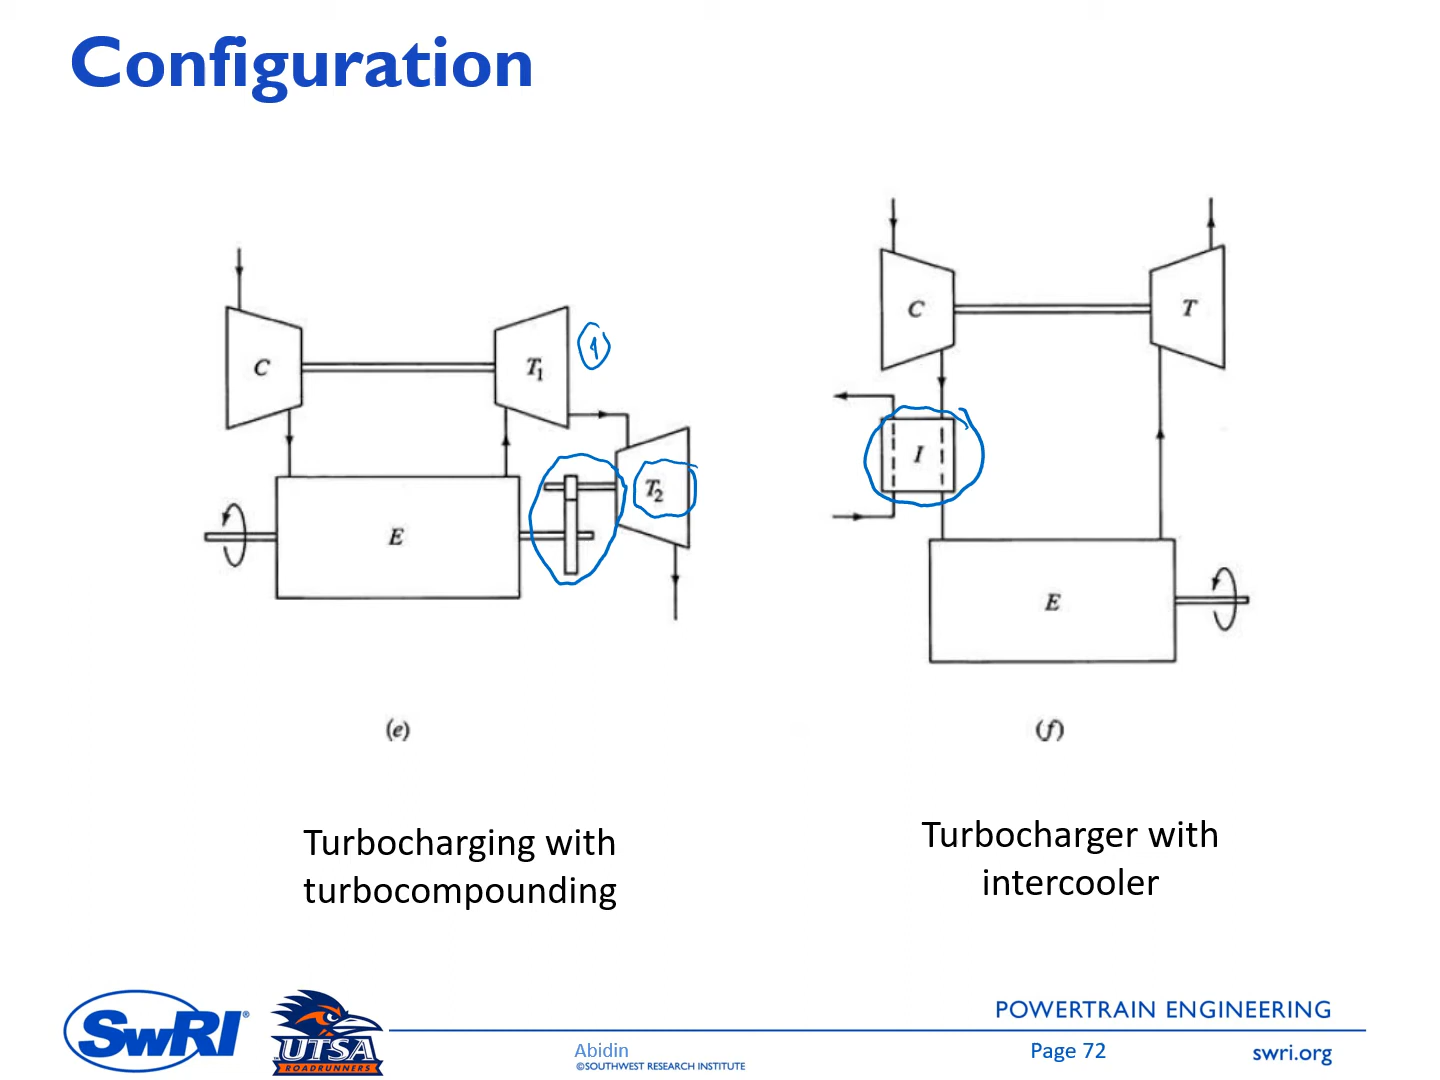 Configuration
C
T1
1
T2
E
(e)
C
T
I
E
(f)
Turbocharging with
turbocompounding
Turbocharger with
intercooler
SwRI®
UTSA
ROADRUNNERS
Abidin
©SOUTHWEST RESEARCH INSTITUTE
POWERTRAIN ENGINEERING
Page 72
swri.org